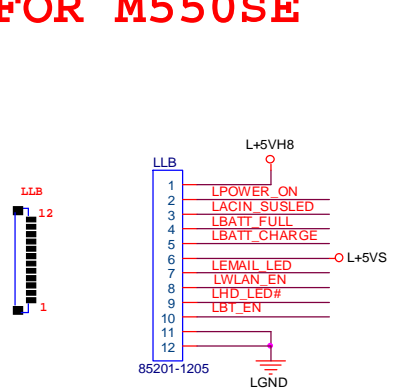 FOR M550SE
L+5VH8
LLB
LLB
12
1
1
2
3
4
5
6
7
8
9
10
11
12
LPOWER_ON
LACIN_SUSLED
LBATT_FULL
LBATT_CHARGE
L+5VS
LEMAIL_LED
LWLAN_EN
LHD_LED#
LBT_EN
85201-1205
LGND